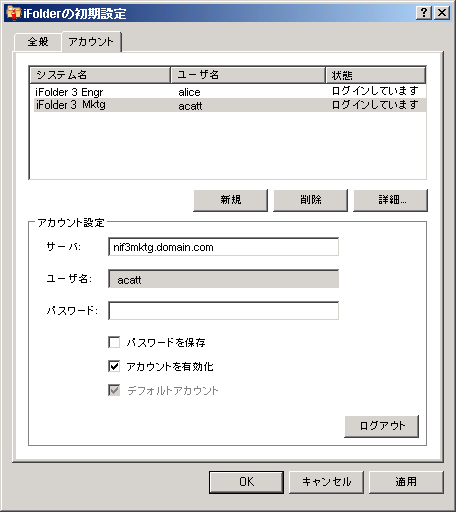 iFolderの初期設定
全般 アカウント
システム名 ユーザ名 状態
iFolder 3 Engr alice ログインしています
iFolder 3 Mktg acatt ログインしています
新規 削除 詳細...
アカウント設定
サーバ: nif3mktg.domain.com
ユーザ名: acatt
パスワード:
パスワードを保存
アカウントを有効化
デフォルトアカウント
ログアウト
OK キャンセル 適用